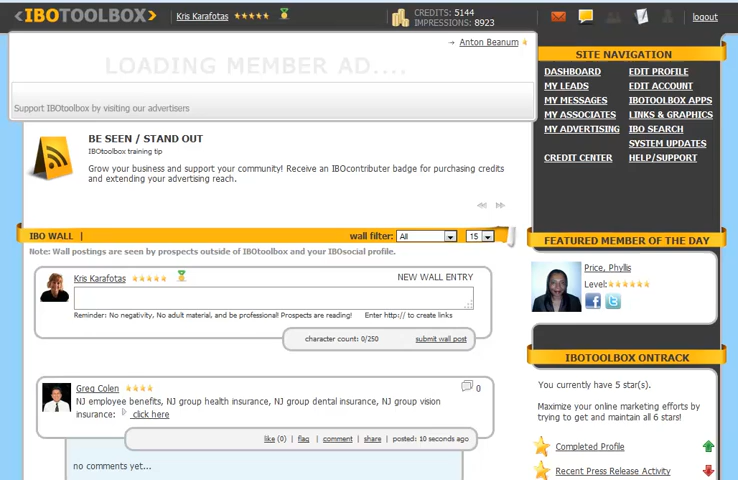 <IBOTOOLBOX>
Kris Karafotas
CREDITS: 5144
IMPRESSIONS: 8923
logout
Anton Beanum
LOADING MEMBER AD....
Support IBOtoolbox by visiting our advertisers
SITE NAVIGATION
DASHBOARD EDIT PROFILE
MY LEADS EDIT ACCOUNT
MY MESSAGES IBOTOOLBOX APPS
MY ASSOCIATES LINKS & GRAPHICS
MY ADVERTISING IBO SEARCH
SYSTEM UPDATES
CREDIT CENTER HELP/SUPPORT
BE SEEN / STAND OUT
IBOtoolbox training tip
Grow your business and support your community! Receive an IBOcontributer badge for purchasing credits
and extending your advertising reach.
IBO WALL | wall filter: All 15
Note: Wall postings are seen by prospects outside of IBOtoolbox and your IBOsocial profile.
Kris Karafotas NEW WALL ENTRY
Reminder: No negativity, No adult material, and be professional! Prospects are reading! Enter http:// to create links
character count: 0/250 submit wall post
FEATURED MEMBER OF THE DAY
Price, Phyllis
Level:
IBOTOOLBOX ONTRACK
You currently have 5 star(s).
Maximize your online marketing efforts by
trying to get and maintain all 6 stars!
Completed Profile
Recent Press Release Activity
Greg Colen 0
NJ employee benefits, NJ group health insurance, NJ group dental insurance, NJ group vision
insurance: click here
like (0) | flag | comment | share | posted: 10 seconds ago
no comments yet...